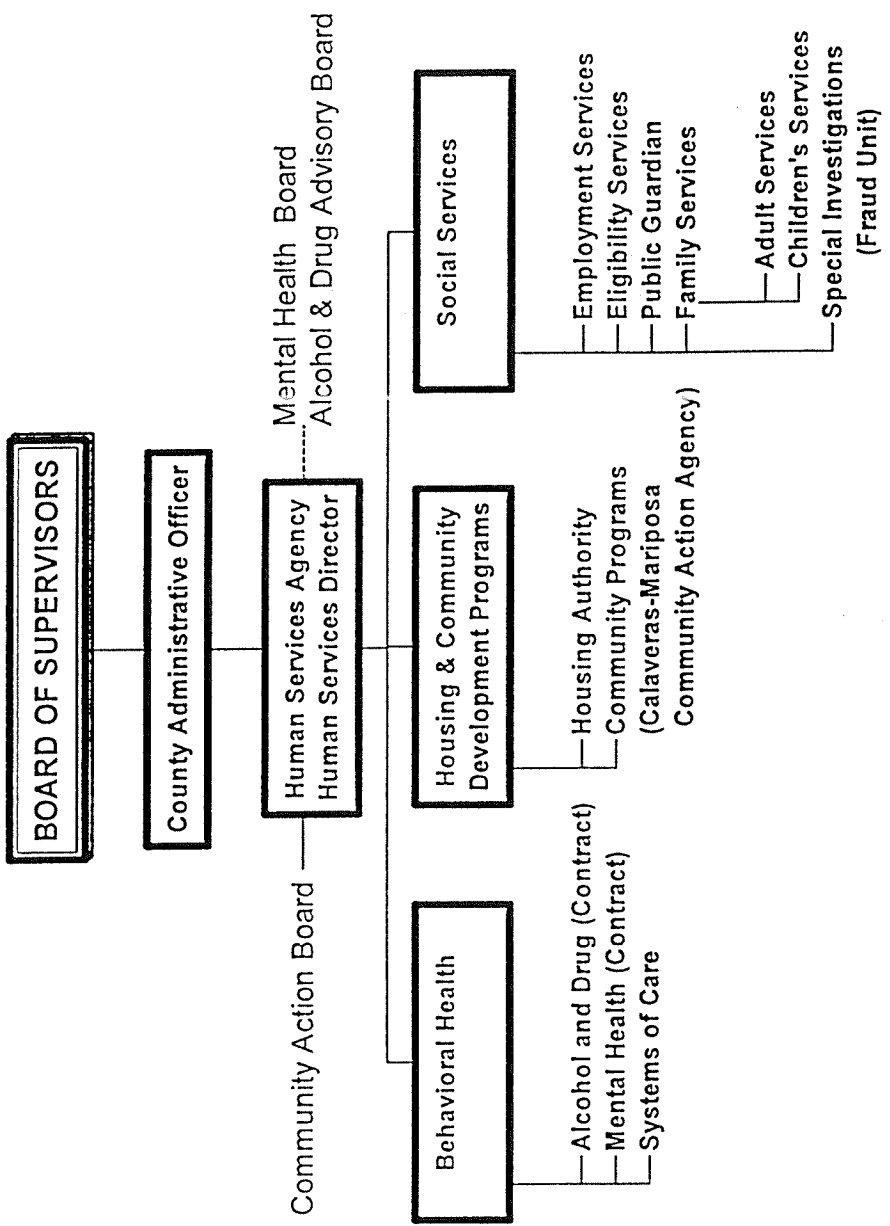 BOARD OF SUPERVISORS
County Administrative Officer
Community Action Board
Human Services Agency
Human Services Director
Mental Health Board
Alcohol & Drug Advisory Board
Behavioral Health
Alcohol and Drug (Contract)
Mental Health (Contract)
Systems of Care
Housing & Community
Development Programs
Housing Authority
Community Programs
(Calaveras-Mariposa
Community Action Agency)
Social Services
Employment Services
Eligibility Services
Public Guardian
Family Services
Adult Services
Children's Services
Special Investigations
(Fraud Unit)